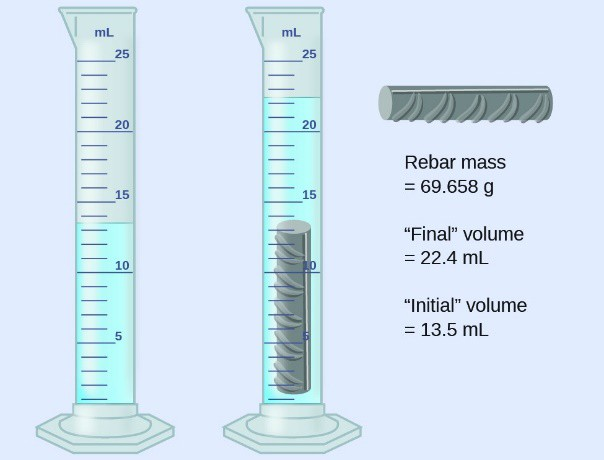 mL
25
20
15
10
5
mL
25
20
15
10
5
Rebar mass
= 69.658 g
“Final” volume
= 22.4 mL
“Initial” volume
= 13.5 mL